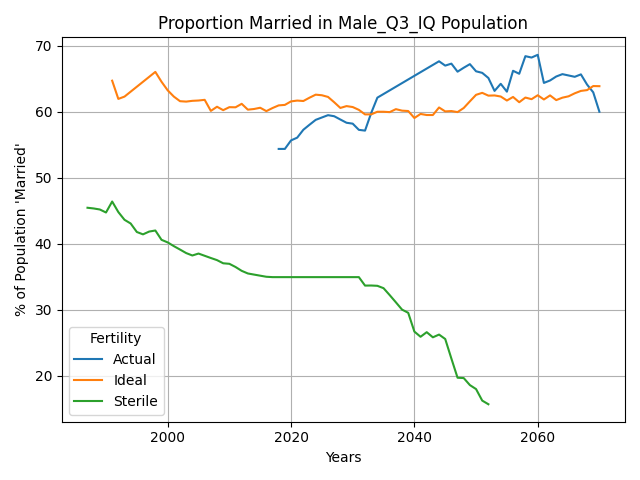 Proportion Married in Male_Q3_IQ Population
% of Population 'Married'
70
60
50
40
30
20
Fertility
Actual
Ideal
Sterile
2000 2020 2040 2060
Years